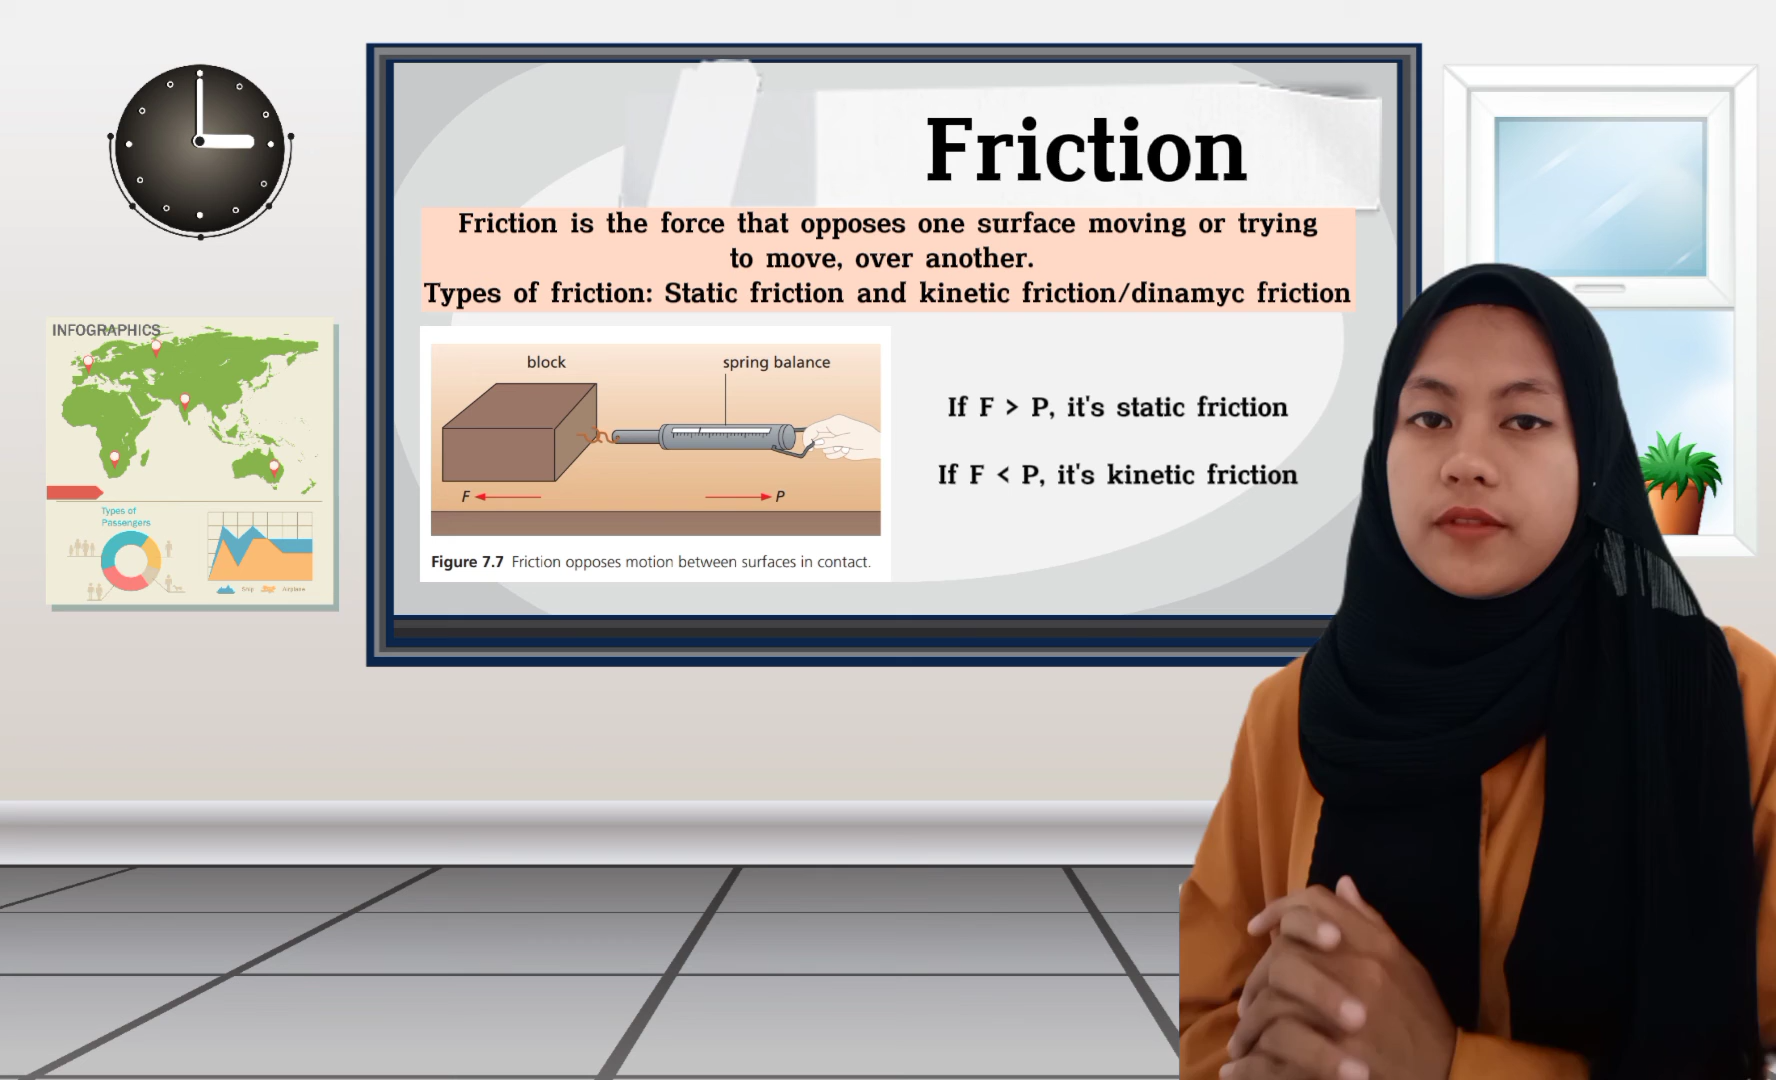 Friction
Friction is the force that opposes one surface moving or trying
to move, over another.
Types of friction: Static friction and kinetic friction/dinamyc friction
block
spring balance
F
P
Figure 7.7 Friction opposes motion between surfaces in contact.
If F > P, it's static friction
If F < P, it's kinetic friction
INFOGRAPHICS
Types of
Passengers
Ship
Airplane